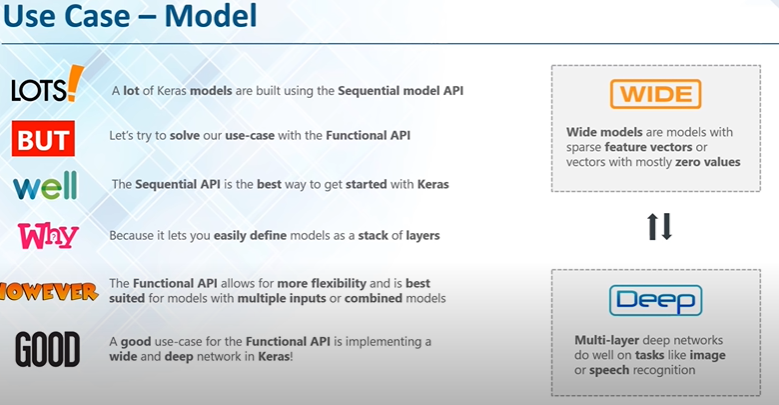 Use Case – Model
LOTS!
A lot of Keras models are built using the Sequential model API
BUT
Let's try to solve our use-case with the Functional API
well
The Sequential API is the best way to get started with Keras
Why
Because it lets you easily define models as a stack of layers
HOWEVER
The Functional API allows for more flexibility and is best
suited for models with multiple inputs or combined models
GOOD
A good use-case for the Functional API is implementing a
wide and deep network in Keras!
WIDE
Wide models are models with
sparse feature vectors or
vectors with mostly zero values
Deep
Multi-layer deep networks
do well on tasks like image
or speech recognition